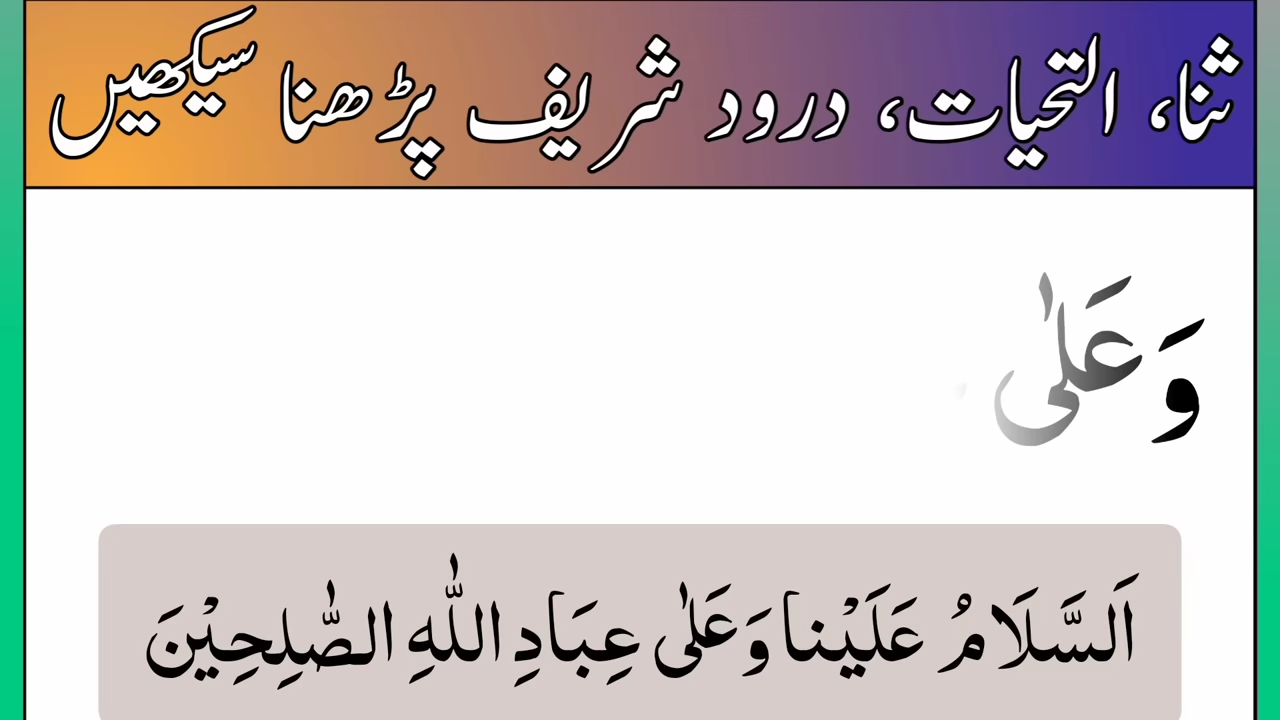 ثنا، التحیات، درود شریف پڑھنا سیکھیں
وَعَلٰی
اَلسَّلَامُ عَلَیْنَا وَعَلٰی عِبَادِ اللّٰهِ الصّٰلِحِیْنَ